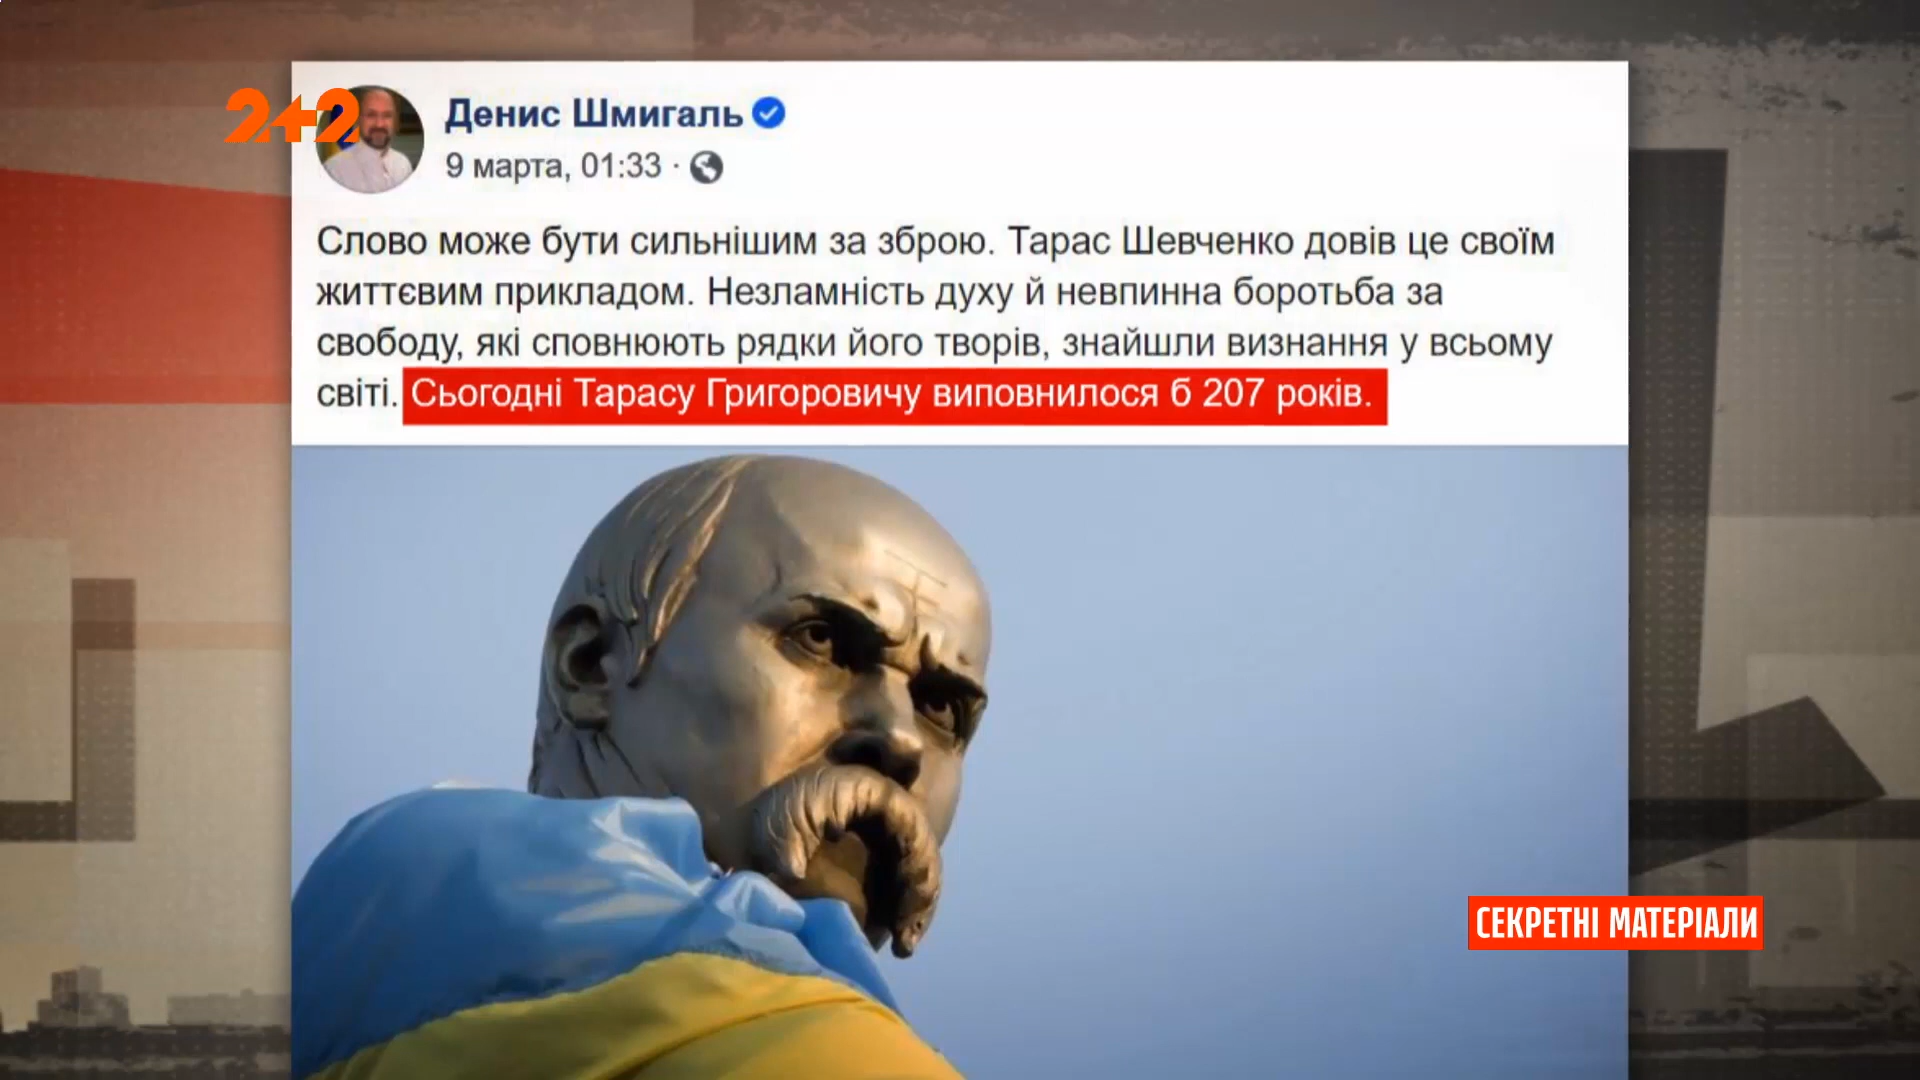 2+2
Денис Шмигаль
9 марта, 01:33 ·
Слово може бути сильнішим за зброю. Тарас Шевченко довів це своїм
життєвим прикладом. Незламність духу й невпинна боротьба за
свободу, які сповнюють рядки його творів, знайшли визнання у всьому
світі. Сьогодні Тарасу Григоровичу виповнилося б 207 років.
СЕКРЕТНІ МАТЕРІАЛИ